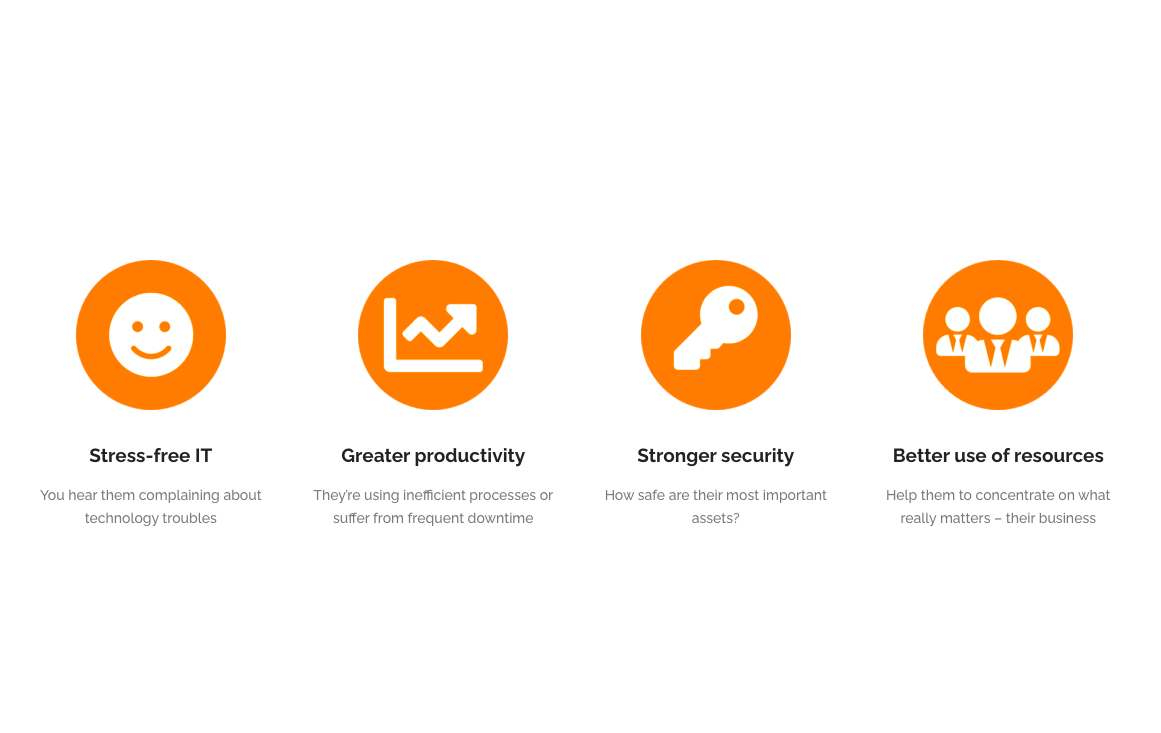 Stress-free IT
You hear them complaining about
technology troubles
Greater productivity
They're using inefficient processes or
suffer from frequent downtime
Stronger security
How safe are their most important
assets?
Better use of resources
Help them to concentrate on what
really matters – their business